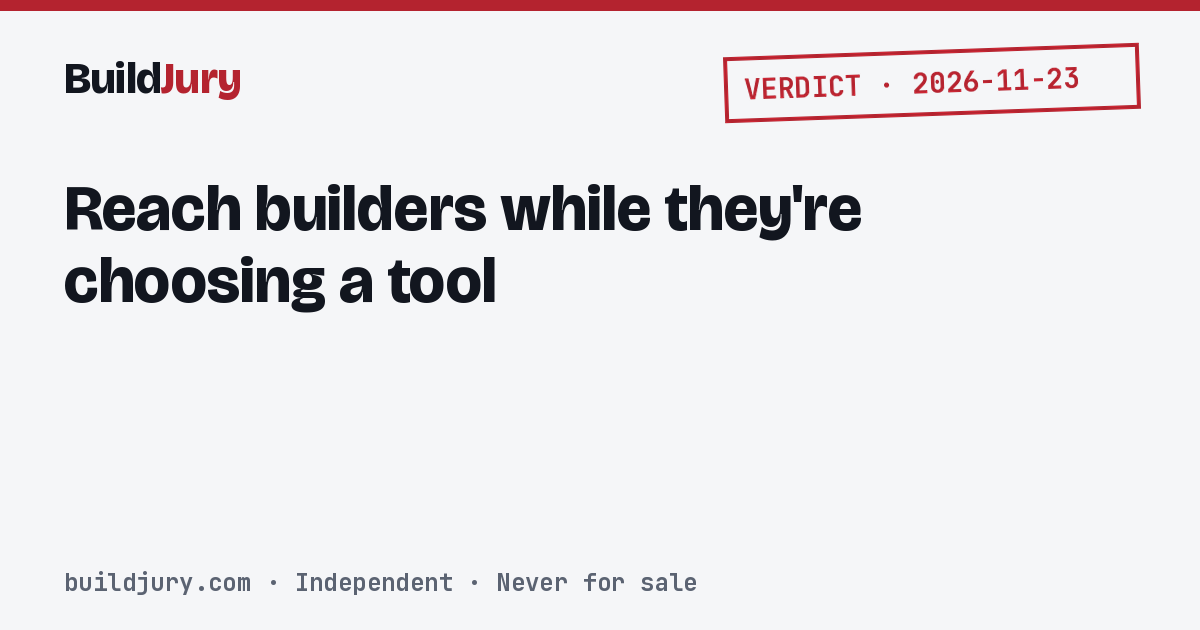 BuildJury
VERDICT · 2026-11-23
Reach builders while they're
choosing a tool
buildjury.com · Independent · Never for sale